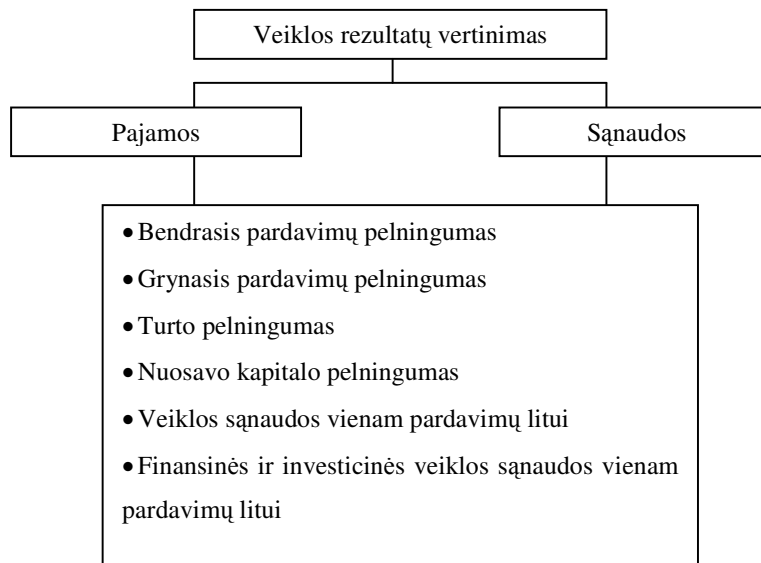 Veiklos rezultatų vertinimas
Pajamos
Sąnaudos
• Bendrasis pardavimų pelningumas
• Grynasis pardavimų pelningumas
• Turto pelningumas
• Nuosavo kapitalo pelningumas
• Veiklos sąnaudos vienam pardavimų litui
• Finansinės ir investicinės veiklos sąnaudos vienam
pardavimų litui